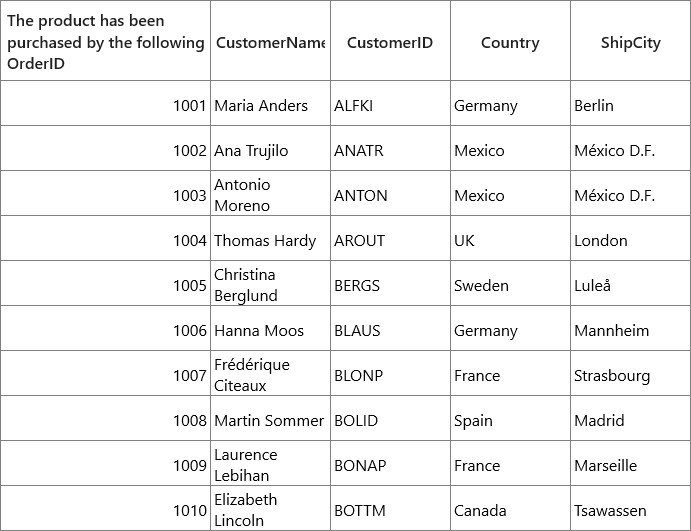 The product has been
purchased by the following
OrderID
CustomerName
CustomerID
Country
ShipCity
1001 Maria Anders ALFKI Germany Berlin
1002 Ana Trujilo ANATR Mexico México D.F.
1003 Antonio
Moreno ANTON Mexico México D.F.
1004 Thomas Hardy AROUT UK London
1005 Christina
Berglund BERGS Sweden Luleå
1006 Hanna Moos BLAUS Germany Mannheim
1007 Frédérique
Citeaux BLONP France Strasbourg
1008 Martin Sommer BOLID Spain Madrid
1009 Laurence
Lebihan BONAP France Marseille
1010 Elizabeth
Lincoln BOTTM Canada Tsawassen